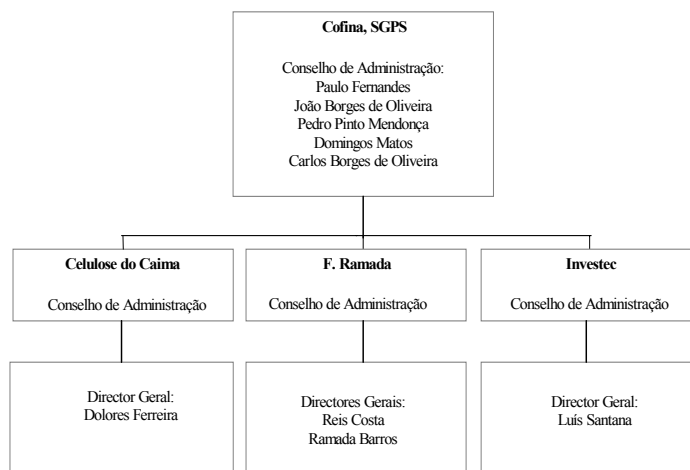 Cofina, SGPS
Conselho de Administração:
Paulo Fernandes
João Borges de Oliveira
Pedro Pinto Mendonça
Domingos Matos
Carlos Borges de Oliveira
Celulose do Caima
Conselho de Administração
F. Ramada
Conselho de Administração
Investec
Conselho de Administração
Director Geral:
Dolores Ferreira
Directores Gerais:
Reis Costa
Ramada Barros
Director Geral:
Luís Santana